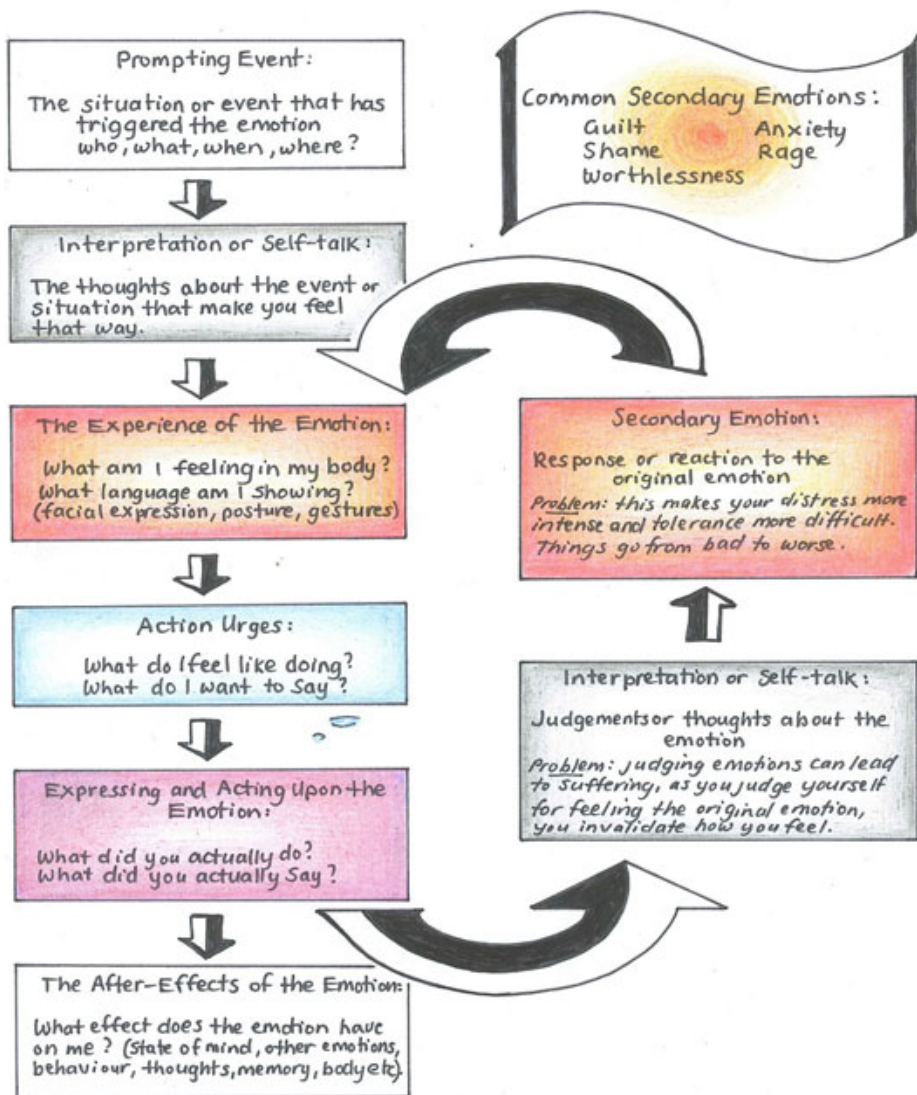 Prompting Event:
The situation or event that has
triggered the emotion
who, what, when, where?
Interpretation or Self-talk:
The thoughts about the event or
situation that make you feel
that way.
The Experience of the Emotion:
What am I feeling in my body?
What language am I showing?
(facial expression, posture, gestures)
Action Urges:
What do I feel like doing?
What do I want to Say?
Expressing and Acting Upon the
Emotion:
What did you actually do?
What did you actually Say?
The After-Effects of the Emotion:
What effect does the emotion have
on me? (State of mind, other emotions,
behaviour, thoughts, memory, body etc).
Common Secondary Emotions:
Guilt Anxiety
Shame Rage
Worthlessness
Secondary Emotion:
Response or reaction to the
original emotion
Problem: this makes your distress more
intense and tolerance more difficult.
Things go from bad to worse.
Interpretation or Self-talk:
Judgements or thoughts about the
emotion
Problem: judging emotions can lead
to suffering, as you judge yourself
for feeling the original emotion,
you invalidate how you feel.